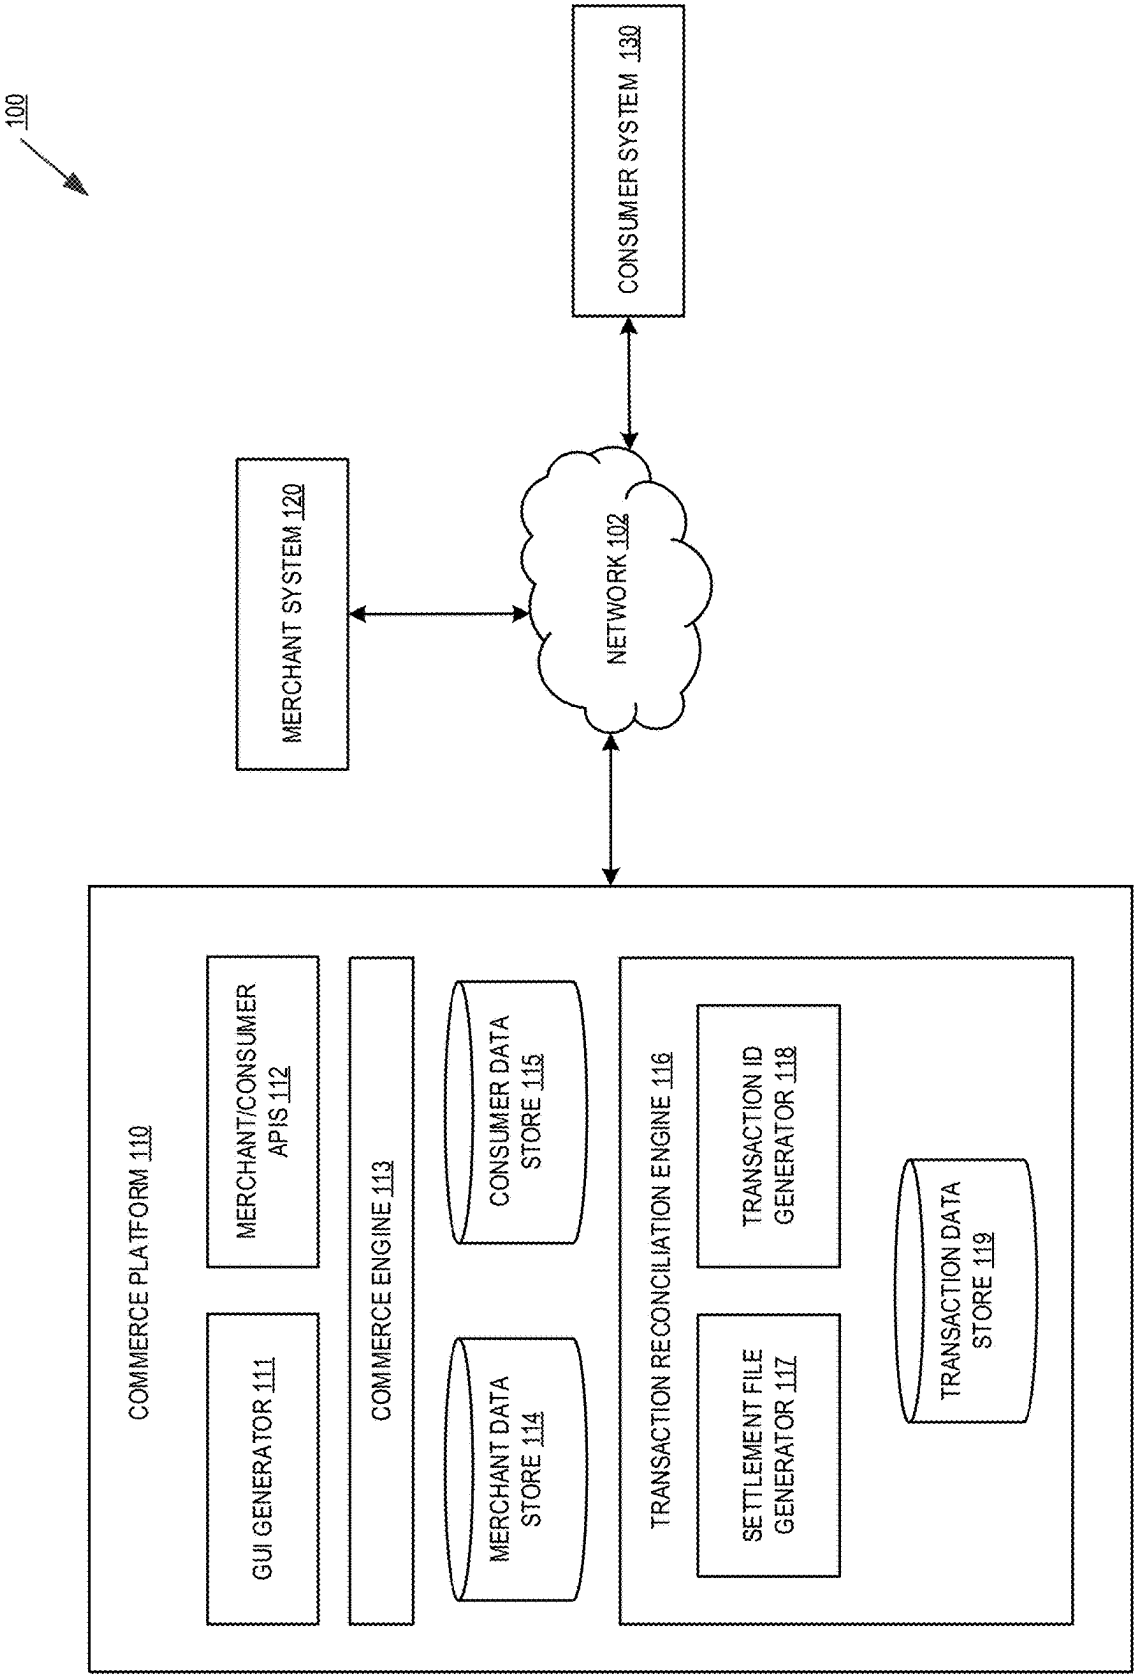 100
COMMERCE PLATFORM 110
GUI GENERATOR 111
MERCHANT/CONSUMER
APIS 112
COMMERCE ENGINE 113
MERCHANT DATA
STORE 114
CONSUMER DATA
STORE 115
TRANSACTION RECONCILIATION ENGINE 116
SETTLEMENT FILE
GENERATOR 117
TRANSACTION ID
GENERATOR 118
TRANSACTION DATA
STORE 119
MERCHANT SYSTEM 120
NETWORK 102
CONSUMER SYSTEM 130